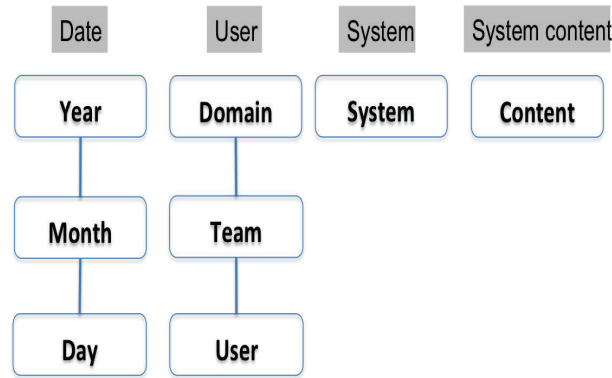 Date User System System content
Year Domain System Content
Month Team
Day User